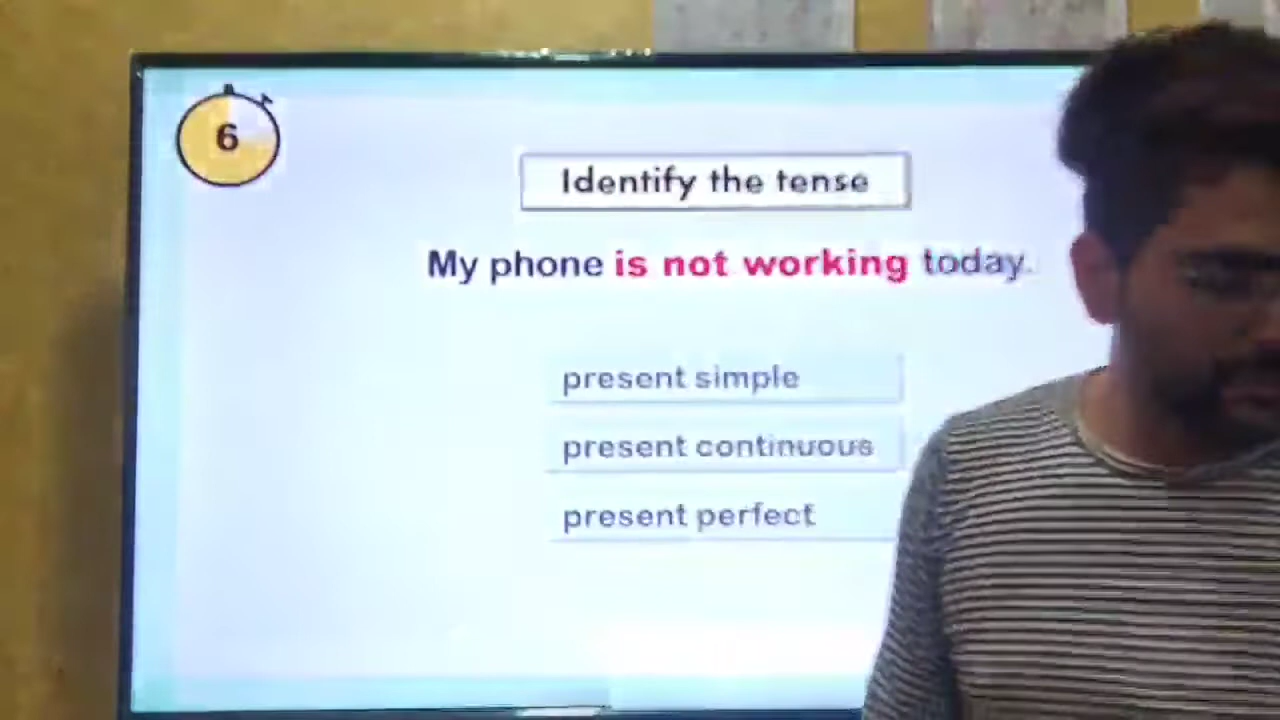 6
Identify the tense
My phone is not working today.
present simple
present continuous
present perfect